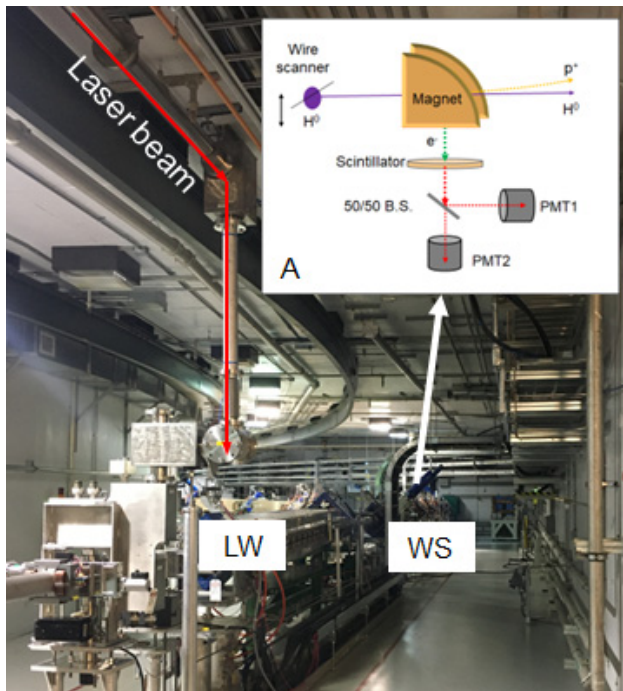 Laser beam
Wire
scanner
H⁰
Magnet
p⁺
H⁰
e⁻
Scintillator
50/50 B.S.
PMT1
PMT2
A
LW
WS